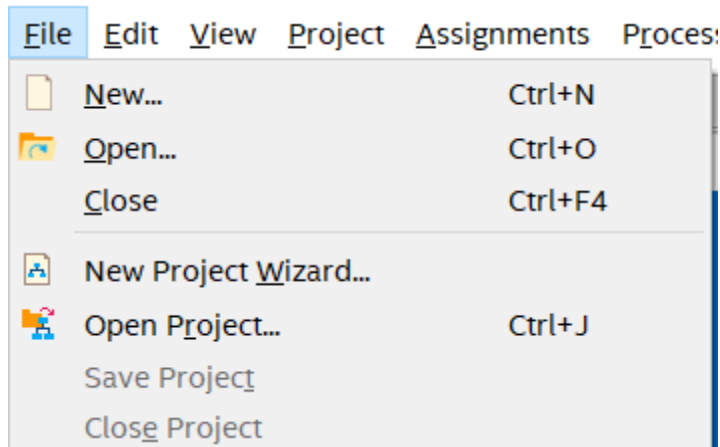 File Edit View Project Assignments
New... Ctrl+N
Open... Ctrl+O
Close Ctrl+F4
New Project Wizard...
Open Project... Ctrl+J
Save Project
Close Project